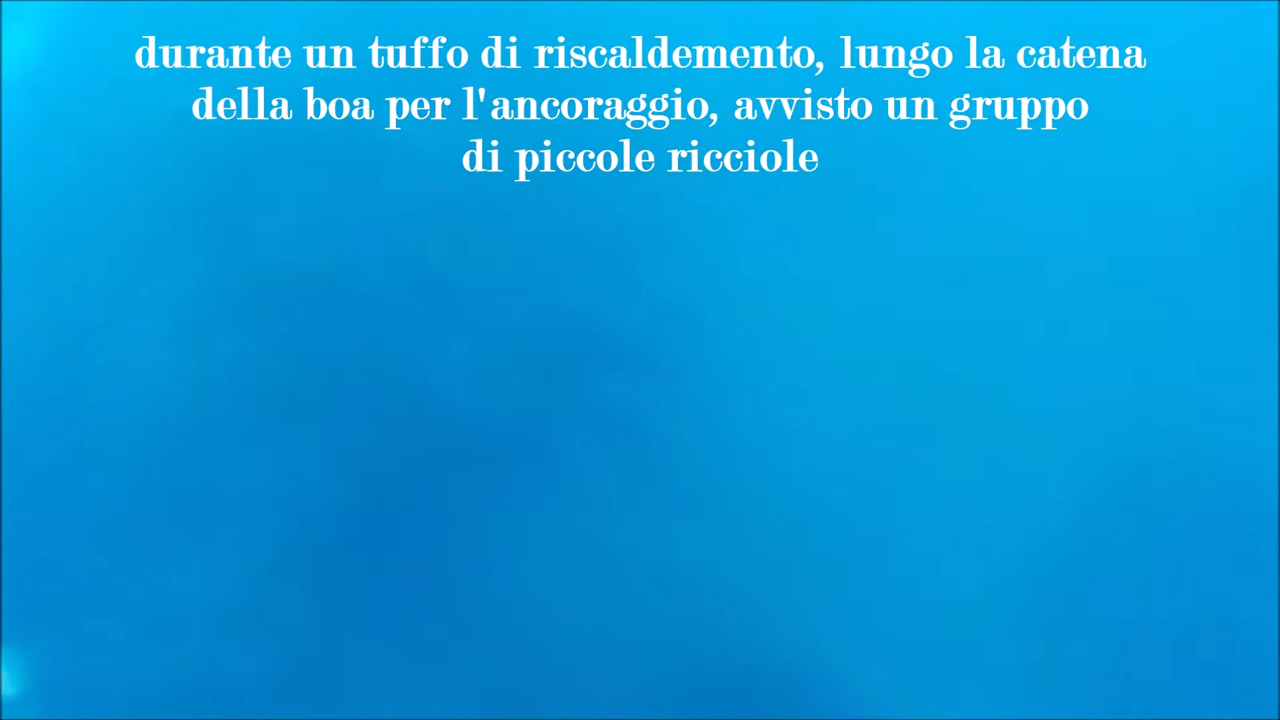 durante un tuffo di riscaldemento, lungo la catena
della boa per l'ancoraggio, avvisto un gruppo
di piccole ricciole